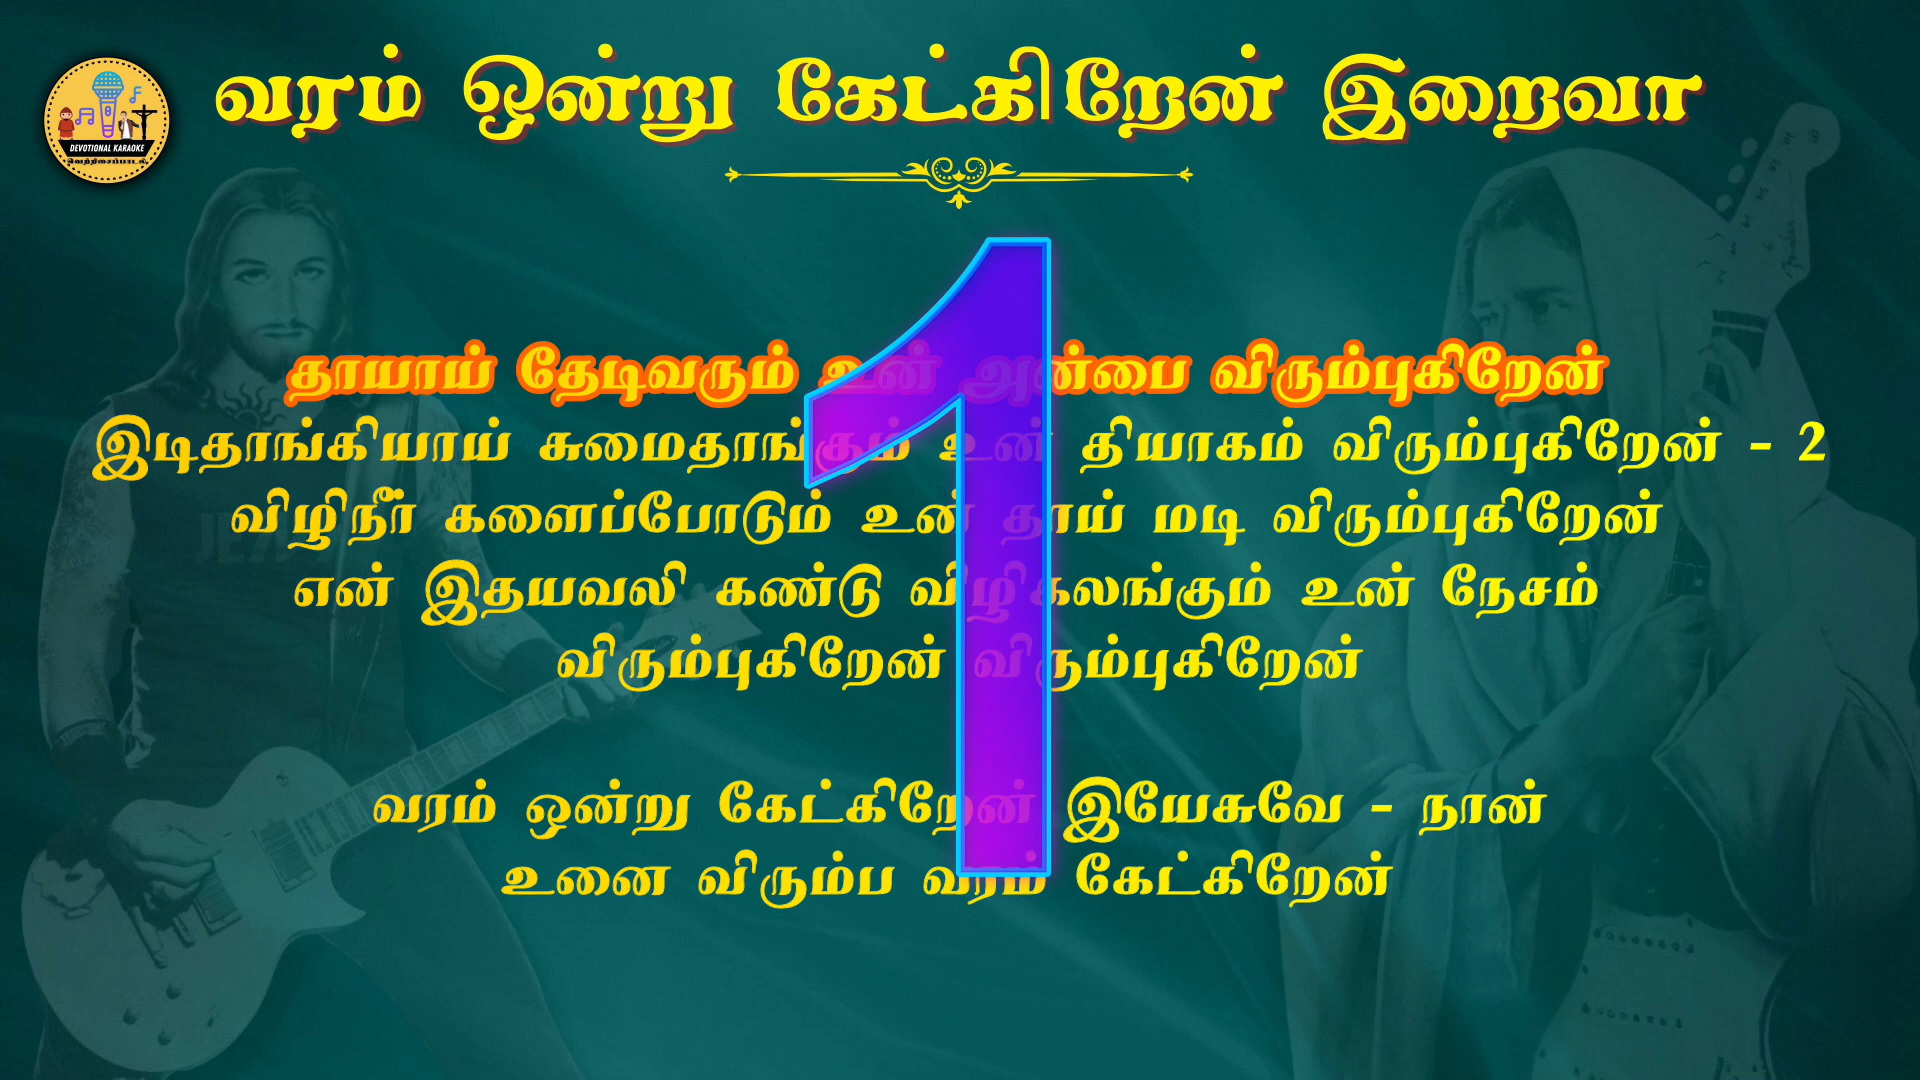 வரம் ஒன்று கேட்கிறேன் இறைவா
DEVOTIONAL KARAOKE
தாயாய் தேடிவரும் உன் அன்பை விரும்புகிறேன்
இடிதாங்கியாய் சுமைதாங்கும் உன் தியாகம் விரும்புகிறேன் - 2
விழிநீர் களைப்போடும் உன் தாய் மடி விரும்புகிறேன்
என் இதயவலி கண்டு விழிகலங்கும் உன் நேசம்
விரும்புகிறேன் விரும்புகிறேன்
வரம் ஒன்று கேட்கிறேன் இயேசுவே - நான்
உனை விரும்ப வரம் கேட்கிறேன்
1